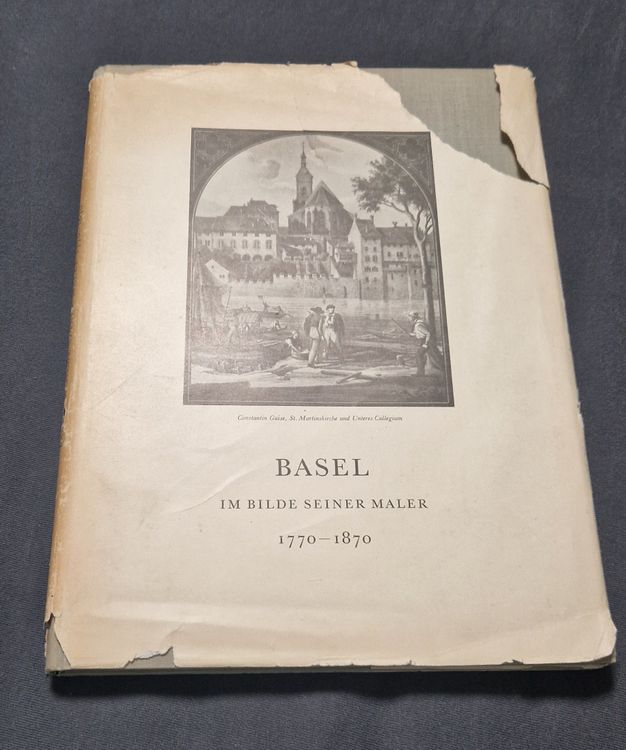 Constantin Guise, St. Martinskirche und Unteres Collegium
BASEL
IM BILDE SEINER MALER
1770–1870